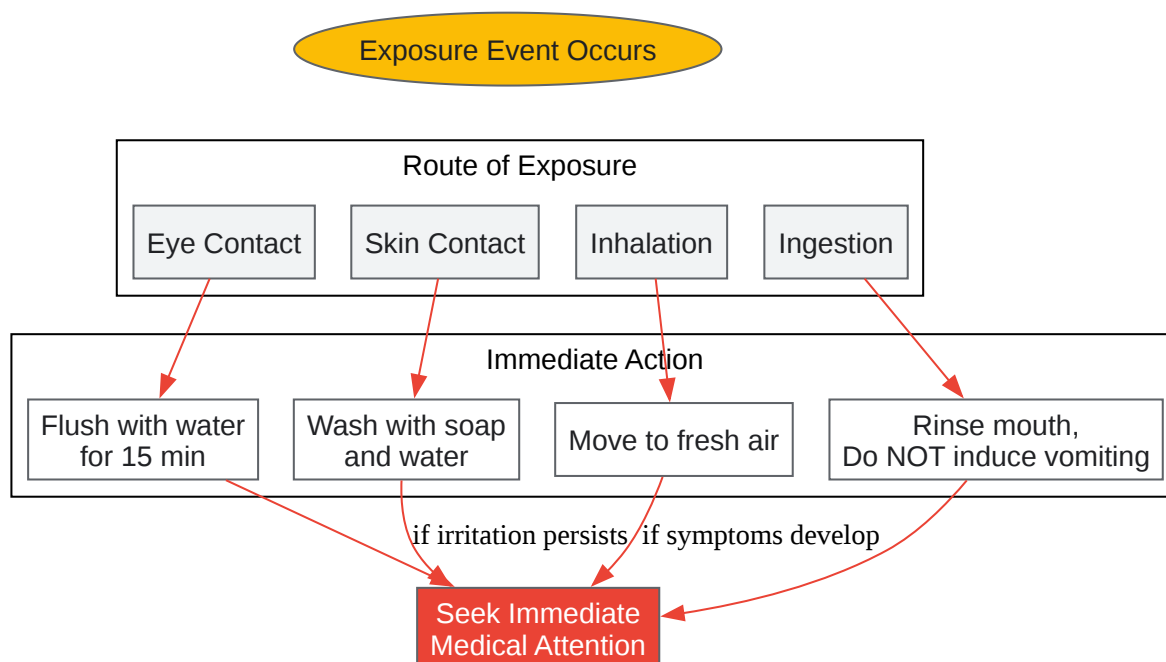 Exposure Event Occurs
Route of Exposure
Eye Contact
Skin Contact
Inhalation
Ingestion
Immediate Action
Flush with water
for 15 min
Wash with soap
and water
Move to fresh air
Rinse mouth,
Do NOT induce vomiting
if irritation persists
if symptoms develop
Seek Immediate
Medical Attention